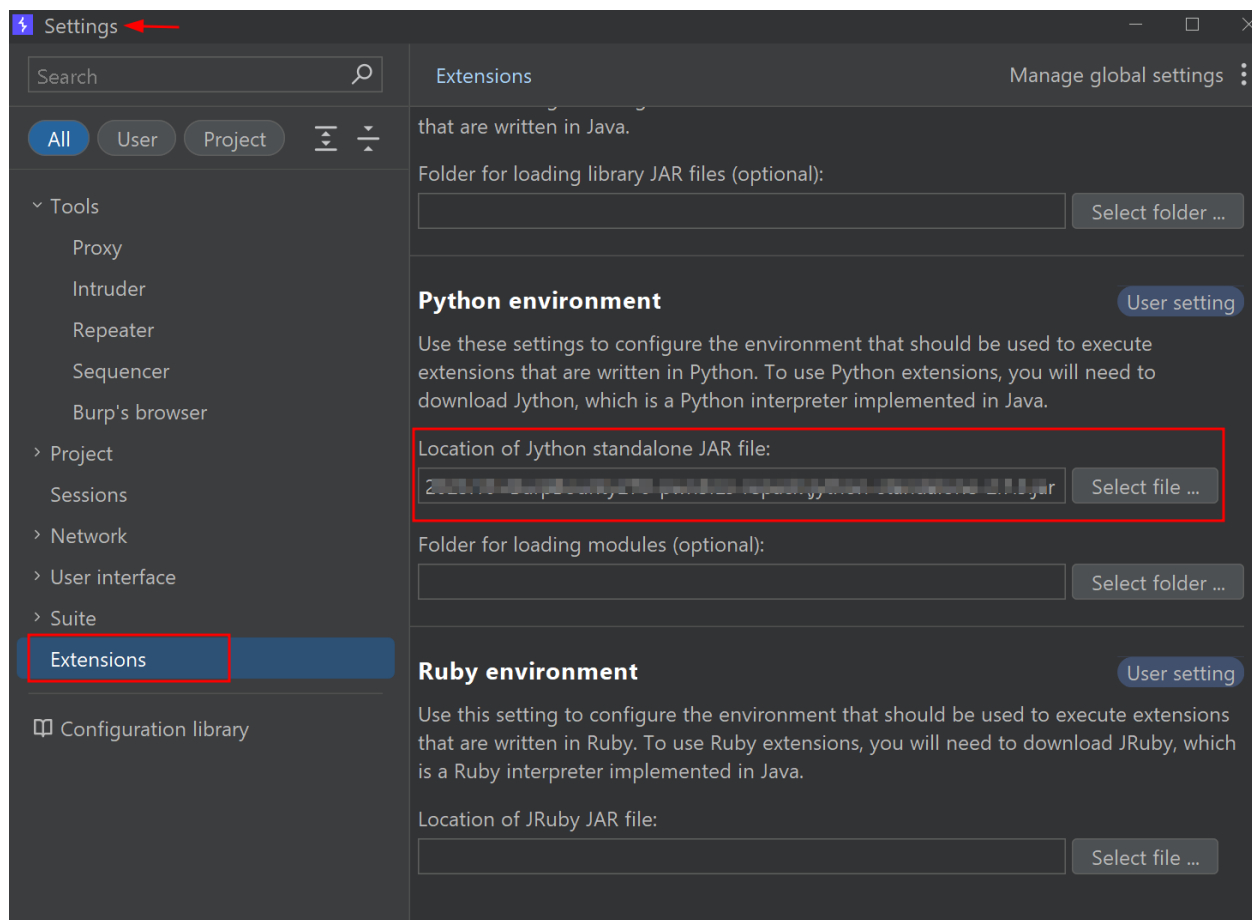 Settings
Search
Extensions
Manage global settings
All
User
Project
that are written in Java.
Folder for loading library JAR files (optional):
Select folder ...
Tools
Proxy
Intruder
Repeater
Sequencer
Burp's browser
Project
Sessions
Network
User interface
Suite
Extensions
Configuration library
Python environment
User setting
Use these settings to configure the environment that should be used to execute
extensions that are written in Python. To use Python extensions, you will need to
download Jython, which is a Python interpreter implemented in Java.
Location of Jython standalone JAR file:
Select file ...
Folder for loading modules (optional):
Select folder ...
Ruby environment
User setting
Use this setting to configure the environment that should be used to execute extensions
that are written in Ruby. To use Ruby extensions, you will need to download JRuby, which
is a Ruby interpreter implemented in Java.
Location of JRuby JAR file:
Select file ...